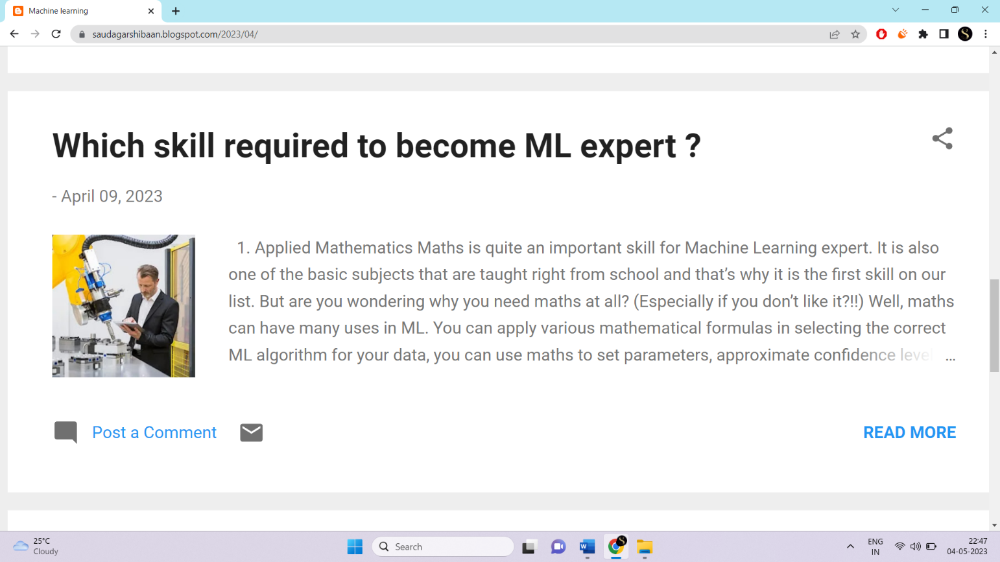 Machine learning
saudagarshibaan.blogspot.com/2023/04/
Which skill required to become ML expert ?
- April 09, 2023
1. Applied Mathematics Maths is quite an important skill for Machine Learning expert. It is also
one of the basic subjects that are taught right from school and that’s why it is the first skill on our
list. But are you wondering why you need maths at all? (Especially if you don’t like it?!!) Well, maths
can have many uses in ML. You can apply various mathematical formulas in selecting the correct
ML algorithm for your data, you can use maths to set parameters, approximate confidence level ...
Post a Comment
READ MORE
25°C
Cloudy
Search
ENG
IN
22:47
04-05-2023